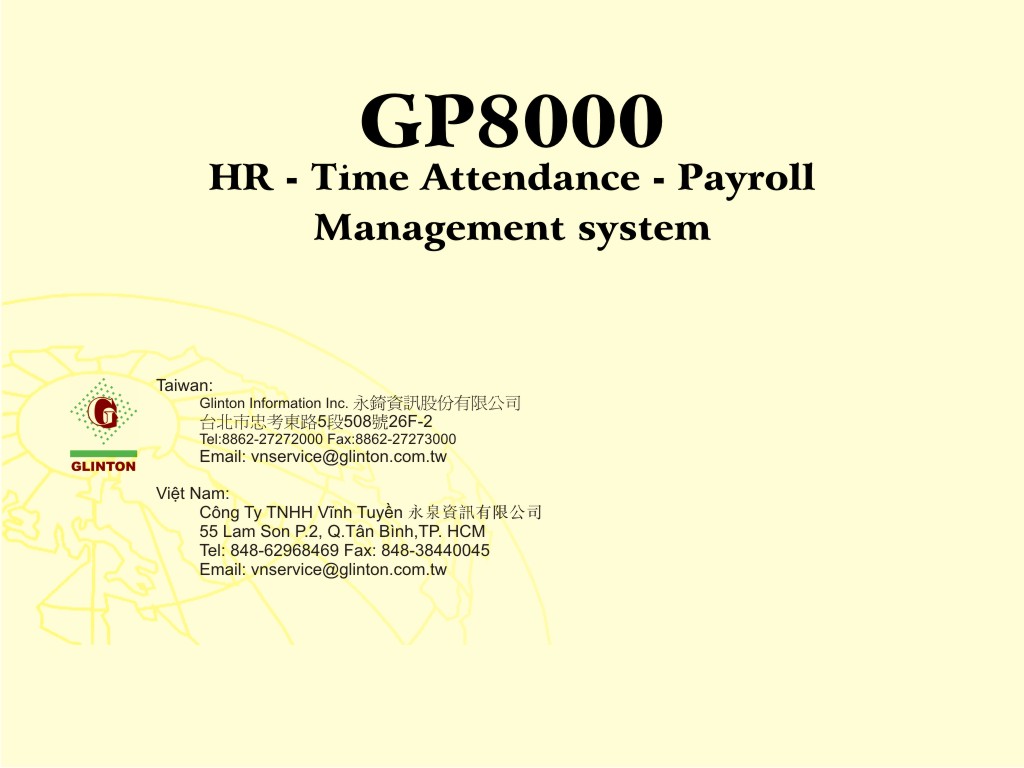 GP8000
HR - Time Attendance - Payroll
Management system
Taiwan:
Glinton Information Inc. 永錡資訊股份有限公司
台北市忠考東路5段508號26F-2
Tel:8862-27272000 Fax:8862-27273000
Email: vnservice@glinton.com.tw
G
GLINTON
Việt Nam:
Công Ty TNHH Vĩnh Tuyền 永泉資訊有限公司
55 Lam Son P.2, Q.Tân Bình,TP. HCM
Tel: 848-62968469 Fax: 848-38440045
Email: vnservice@glinton.com.tw